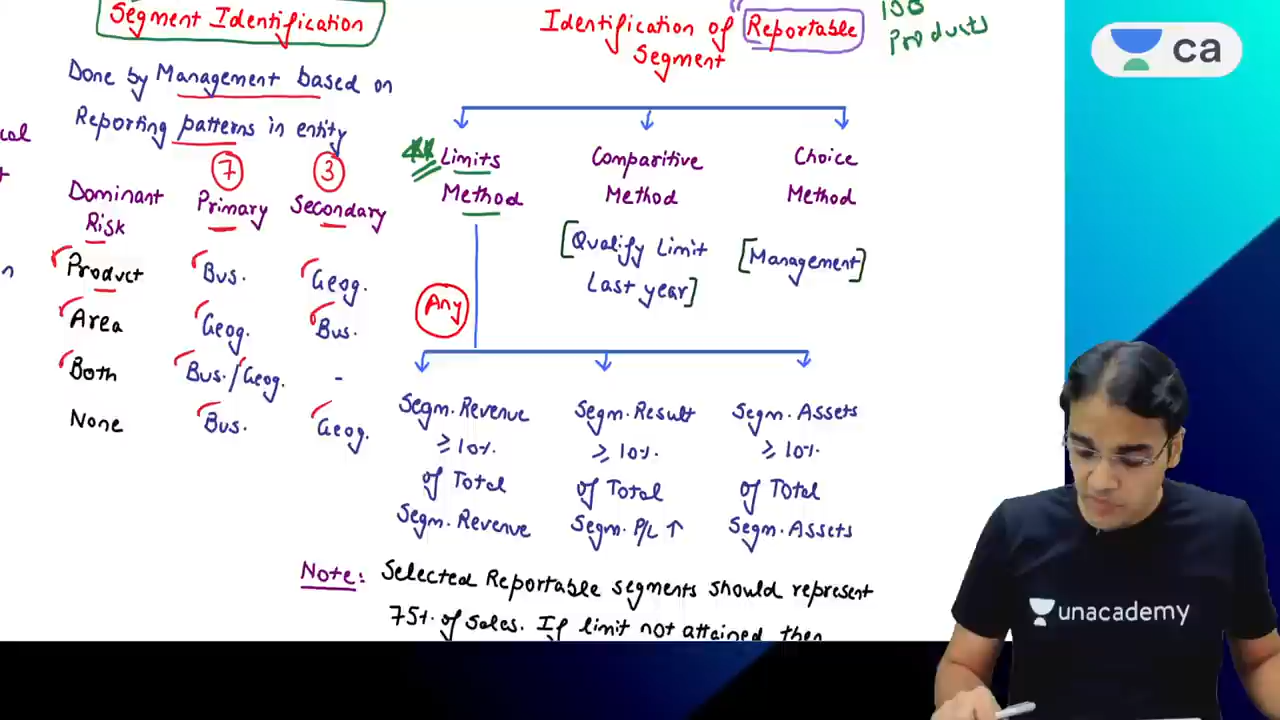 Segment Identification
Done by Management based on
Reporting patterns in entity
7 3
Dominant Risk Primary Secondary
Product Bus. Geog.
Area Geog. Bus.
Both Bus./Geog. -
None Bus. Geog.
Identification of "Reportable
Segment
Products
Limits Method
Comparitive Method
[Qualify Limit
Last year]
Choice Method
[Management]
Any
Segm. Revenue
≥ 10%
of Total
Segm. Revenue
Segm. Result
≥ 10%
of Total
Segm. P/L ↑
Segm. Assets
≥ 10%
of Total
Segm. Assets
Note: Selected Reportable segments should represent
75%. of Sales. If limit not attained then
ca
unacademy